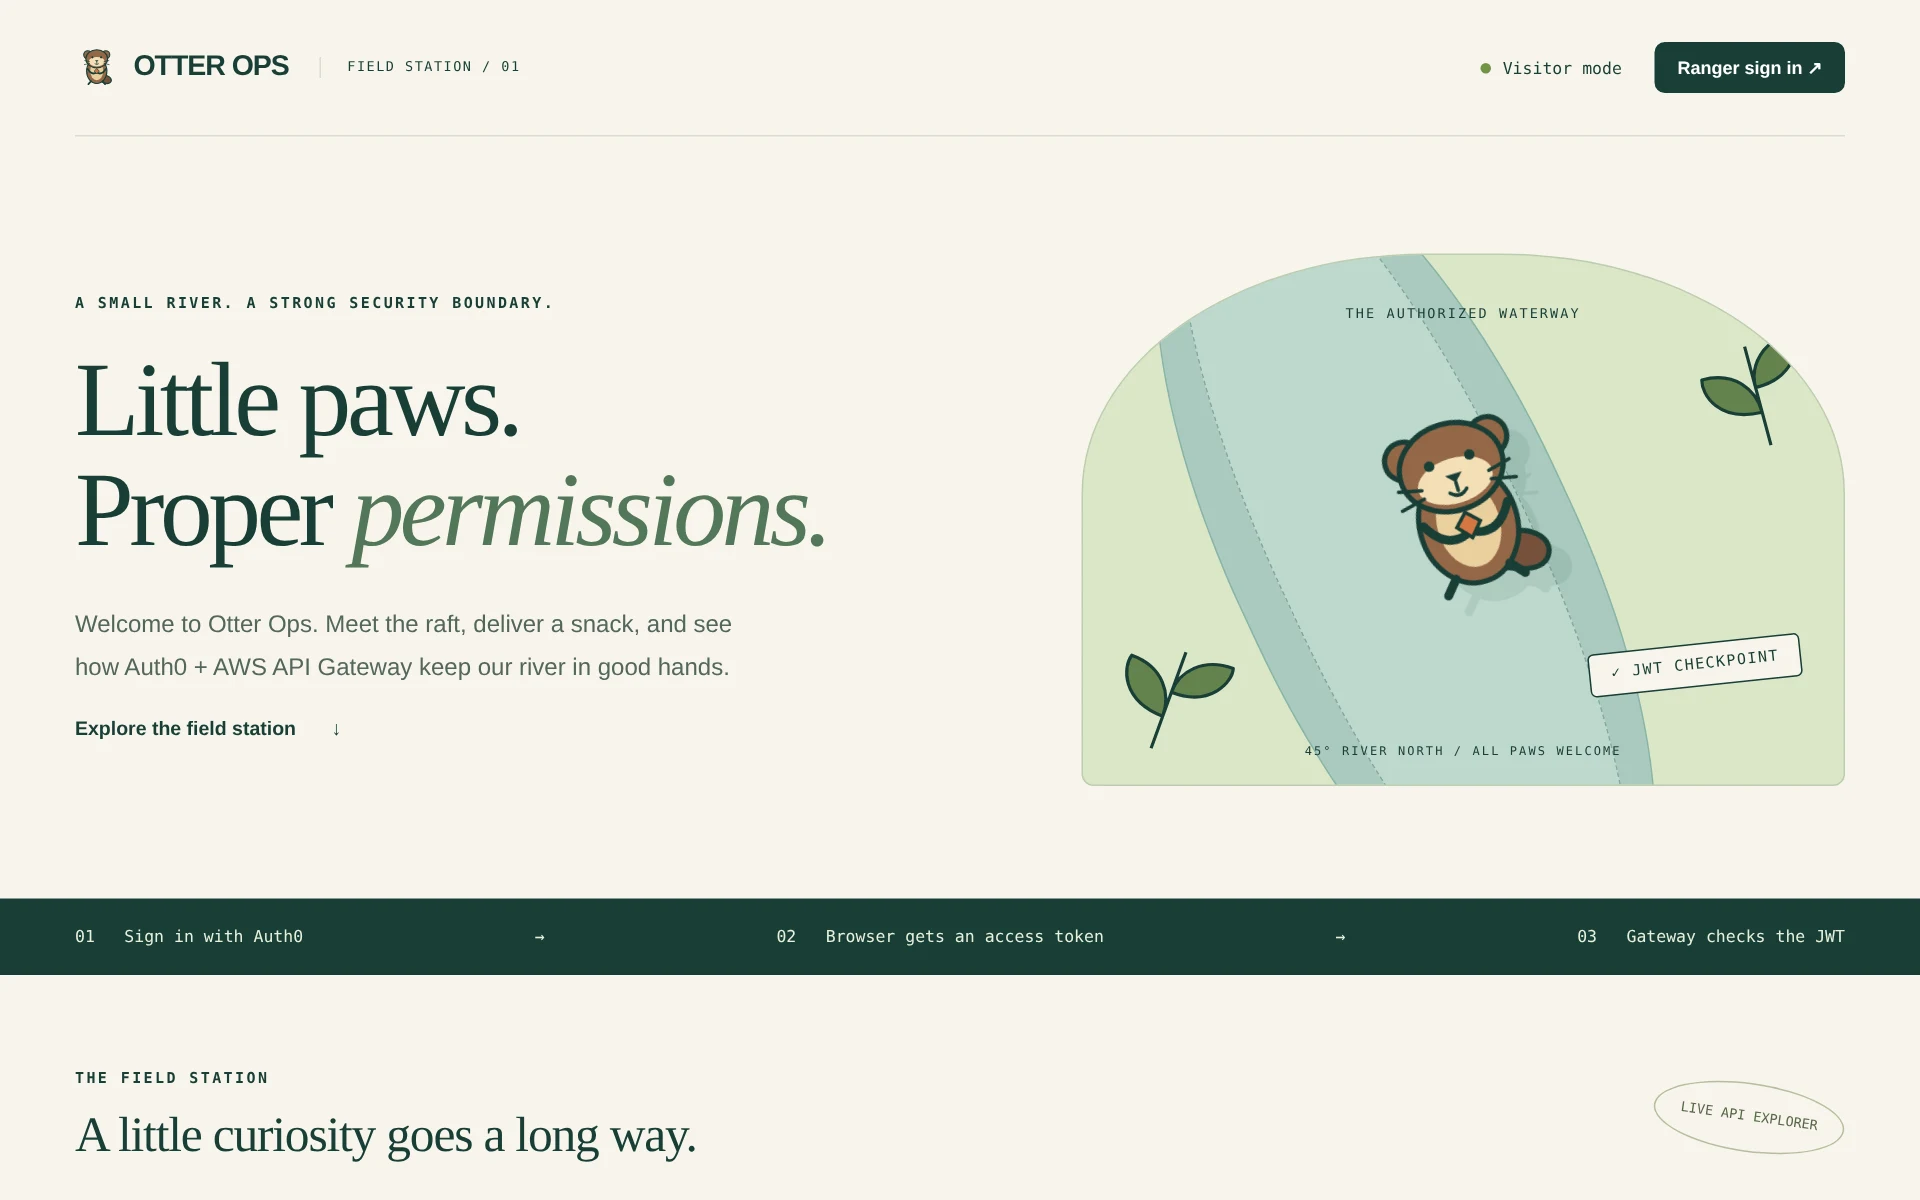 OTTER OPS
FIELD STATION / 01
Visitor mode
Ranger sign in ↗
A SMALL RIVER. A STRONG SECURITY BOUNDARY.
Little paws.
Proper permissions.
Welcome to Otter Ops. Meet the raft, deliver a snack, and see
how Auth0 + AWS API Gateway keep our river in good hands.
Explore the field station ↓
THE AUTHORIZED WATERWAY
✓ JWT CHECKPOINT
45° RIVER NORTH / ALL PAWS WELCOME
01 Sign in with Auth0 → 02 Browser gets an access token → 03 Gateway checks the JWT
THE FIELD STATION
A little curiosity goes a long way.
LIVE API EXPLORER